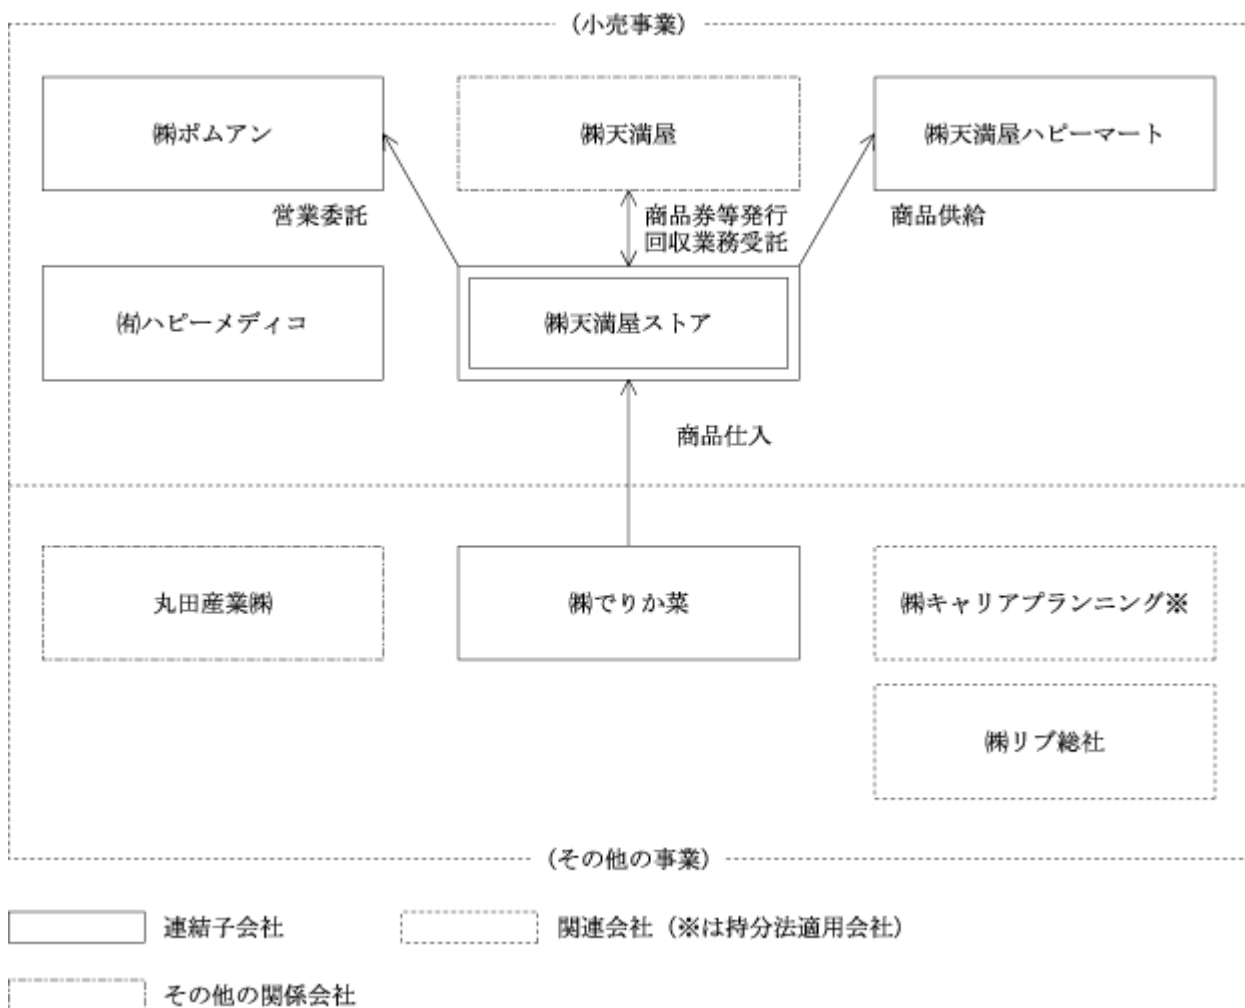 (小売事業)
㈱ポムアン
㈱天満屋
㈱天満屋ハピーマート
営業委託
商品券等発行
回収業務受託
商品供給
㈲ハピーメディコ
㈱天満屋ストア
商品仕入
丸田産業㈱
㈱でりか菜
㈱キャリアプランニング※
㈱リブ総社
(その他の事業)
連結子会社
関連会社(※は持分法適用会社)
その他の関係会社